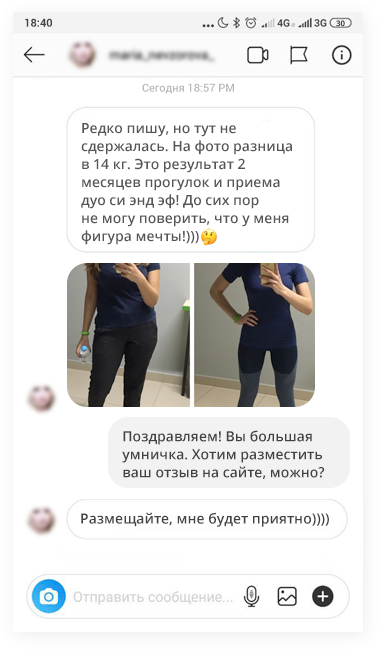 18:40
4G 3G 30
Сегодня 18:57 PM
Редко пишу, но тут не
сдержалась. На фото разница
в 14 кг. Это результат 2
месяцев прогулок и приема
дуо си энд эф! До сих пор
не могу поверить, что у меня
фигура мечты!)))🤔
Поздравляем! Вы большая
умничка. Хотим разместить
ваш отзыв на сайте, можно?
Размещайте, мне будет приятно))))
Отправить сообщение...